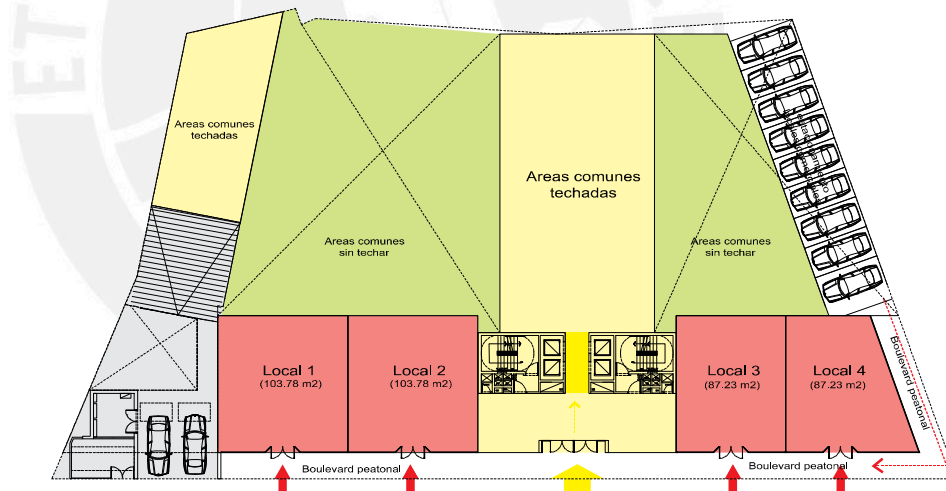 ET
Areas comunes
techadas
Areas comunes
sin techar
Areas comunes
techadas
Areas comunes
sin techar
Local 1
(103.78 m2)
Local 2
(103.78 m2)
Local 3
(87.23 m2)
Local 4
(87.23 m2)
Boulevard peatonal
Boulevard peatonal
Boulevard peatonal